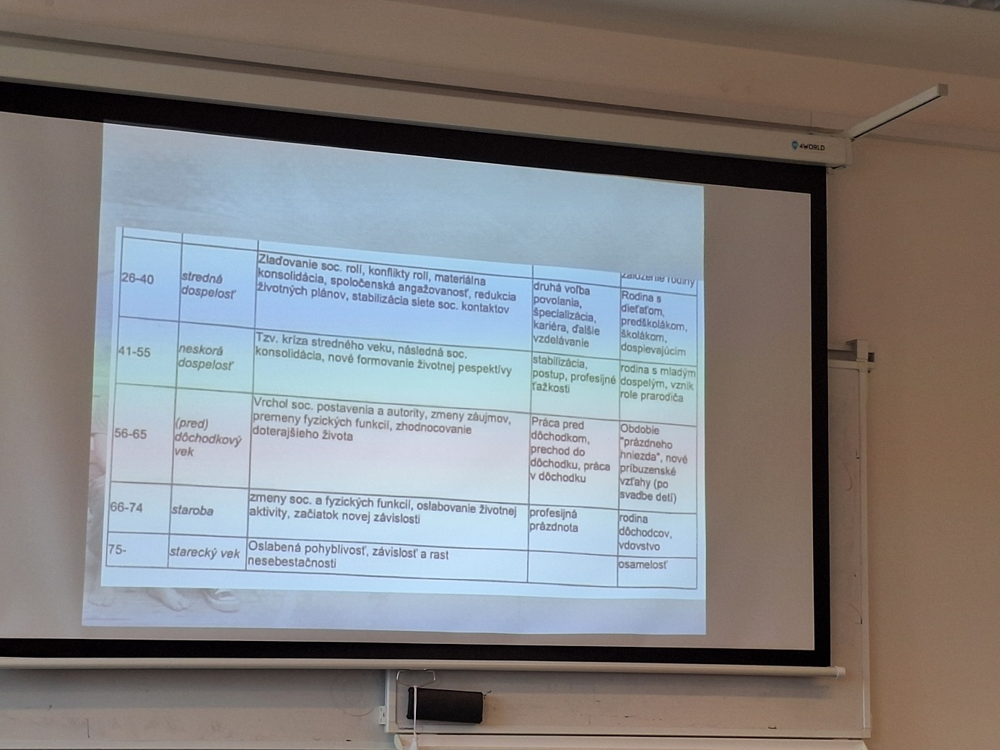 4WORLD
založenie rodiny
26-40
stredná
dospelosť
Zlaďovanie soc. rolí, konflikty rolí, materiálna
konsolidácia, spoločenská angažovanosť, redukcia
životných plánov, stabilizácia siete soc. kontaktov
druhá voľba
povolania,
špecializácia,
kariéra, ďalšie
vzdelávanie
Rodina s
dieťaťom,
predškolákom,
školákom,
dospievajúcim
41-55
neskorá
dospelosť
Tzv. kríza stredného veku, následná soc.
konsolidácia, nové formovanie životnej pespektívy
stabilizácia,
postup, profesijné
ťažkosti
rodina s mladým
dospelým, vznik
role prarodiča
56-65
(pred)
dôchodkový
vek
Vrchol soc. postavenia a autority, zmeny záujmov,
premeny fyzických funkcií, zhodnocovanie
doterajšieho života
Práca pred
dôchodkom,
prechod do
dôchodku, práca
v dôchodku
Obdobie
"prázdneho
hniezda", nové
príbuzenské
vzťahy (po
svadbe detí)
66-74
staroba
zmeny soc. a fyzických funkcií, oslabovanie životnej
aktivity, začiatok novej závislosti
profesijná
prázdnota
rodina
dôchodcov,
vdovstvo
75-
starecký vek
Oslabená pohyblivosť, závislosť a rast
nesebestačnosti
osamelosť